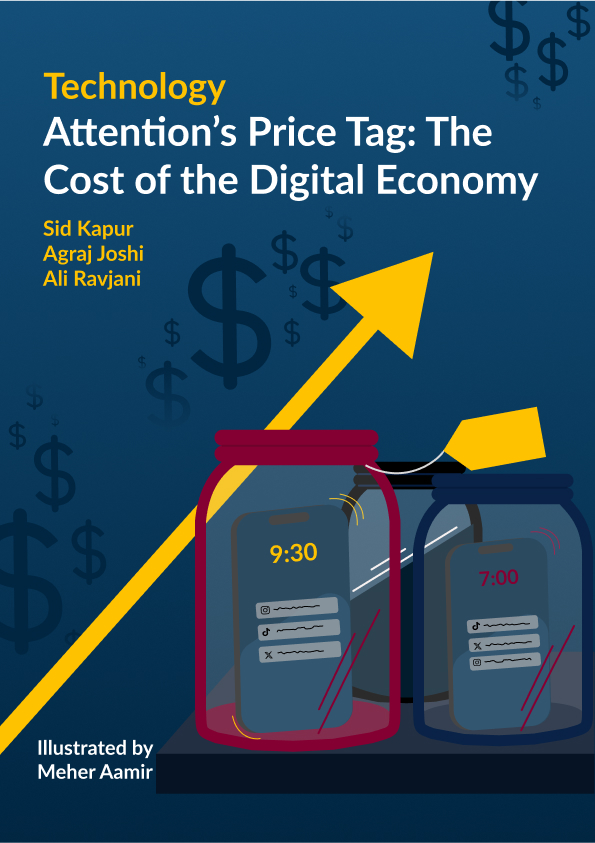 Technology
Attention’s Price Tag: The
Cost of the Digital Economy
Sid Kapur
Agraj Joshi
Ali Ravjani
9:30
7:00
Illustrated by
Meher Aamir